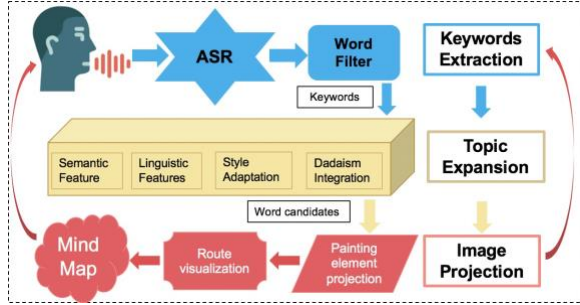 ASR
Word
Filter
Keywords
Extraction
Keywords
Semantic
Feature
Linguistic
Features
Style
Adaptation
Dadaism
Integration
Topic
Expansion
Word candidates
Mind
Map
Route
visualization
Painting
element
projection
Image
Projection